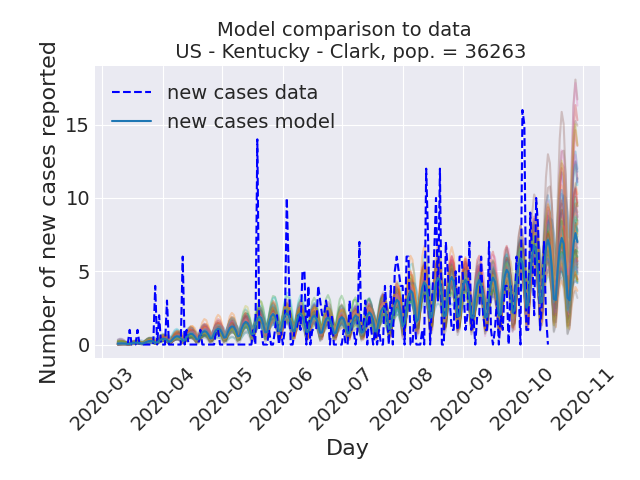 Model comparison to data
US - Kentucky - Clark, pop. = 36263
Number of new cases reported
new cases data
new cases model
15
10
5
0
2020-03
2020-04
2020-05
2020-06
2020-07
2020-08
2020-09
2020-10
2020-11
Day